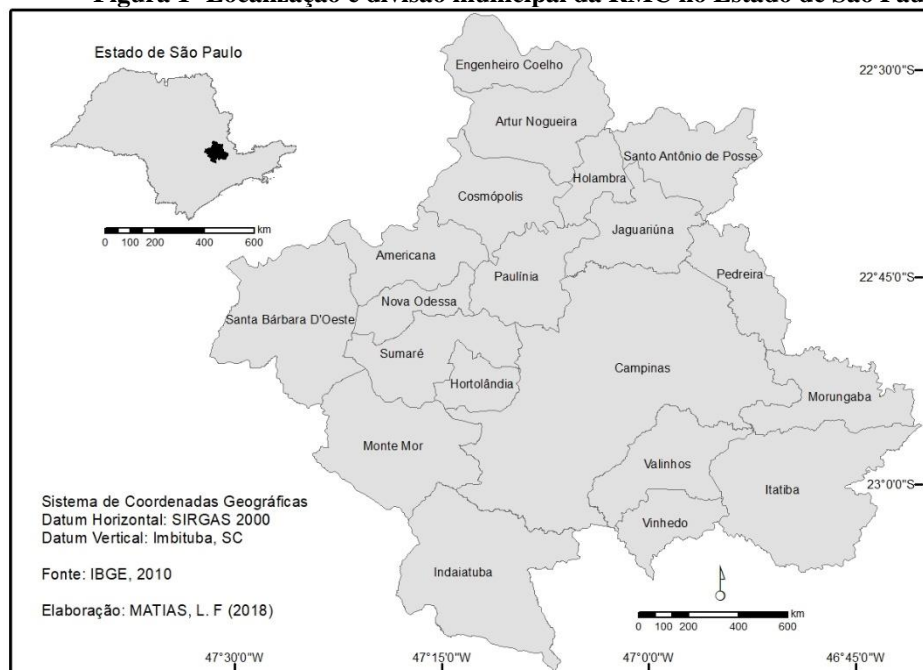 Figura 1- Localização e divisão municipal da RMC no Estado de São Pau
Estado de São Paulo
0 100 200 400 600
km
Engenheiro Coelho
Artur Nogueira
Santo Antônio de Posse
Holambra
Cosmópolis
Jaguariúna
Americana
Paulínia
Pedreira
Nova Odessa
Santa Bárbara D'Oeste
Sumaré
Hortolândia
Campinas
Morungaba
Monte Mor
Valinhos
Itatiba
Vinhedo
Indaiatuba
22°30'0"S
22°45'0"S
23°00'0"S
Sistema de Coordenadas Geográficas
Datum Horizontal: SIRGAS 2000
Datum Vertical: Imbituba, SC
Fonte: IBGE, 2010
Elaboração: MATIAS, L. F (2018)
km
0 100 200 400 600
47°30'0"W
47°15'0"W
47°0'0"W
46°45'0"W